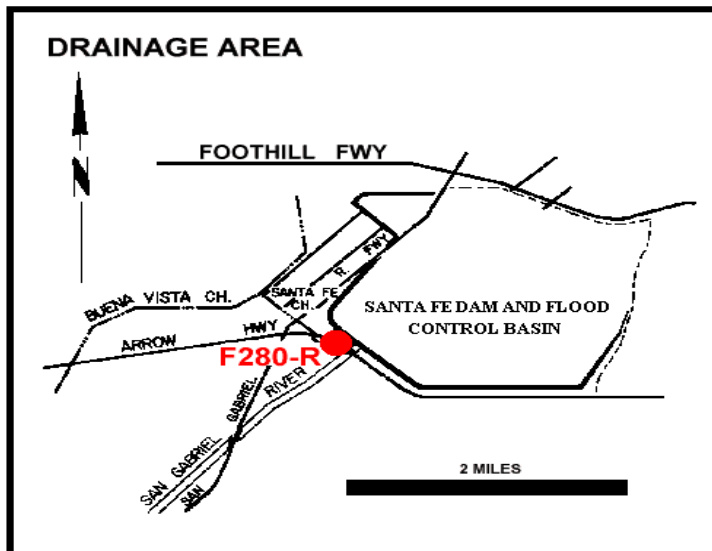 DRAINAGE AREA
N
FOOTHILL FWY
R. FWY
SANTA FE
CH.
BUENA VISTA CH.
SANTA FE DAM AND FLOOD
CONTROL BASIN
ARROW HWY
F280-R
SAN GABRIEL RIVER
SAN GABRIEL
2 MILES